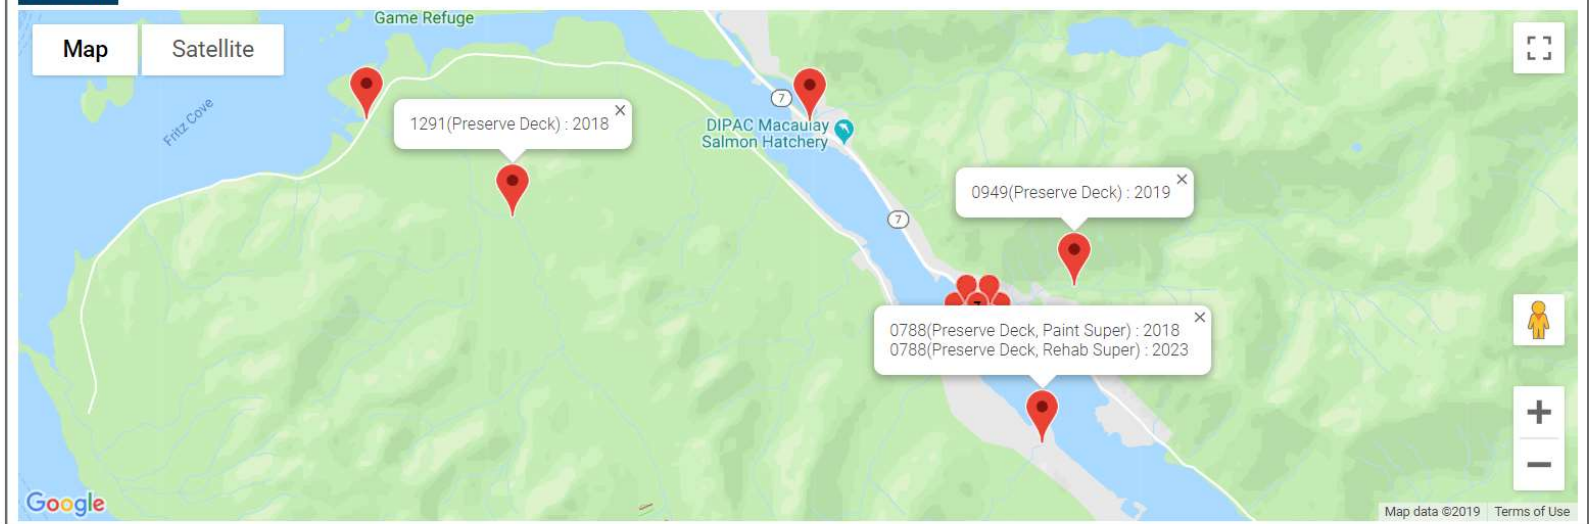 Game Refuge
Map
Satellite
Fritz Cove
1291(Preserve Deck) : 2018
7
DIPAC Macaulay
Salmon Hatchery
7
0949(Preserve Deck) : 2019
0788(Preserve Deck, Paint Super) : 2018
0788(Preserve Deck, Rehab Super) : 2023
Google
Map data ©2019
Terms of Use